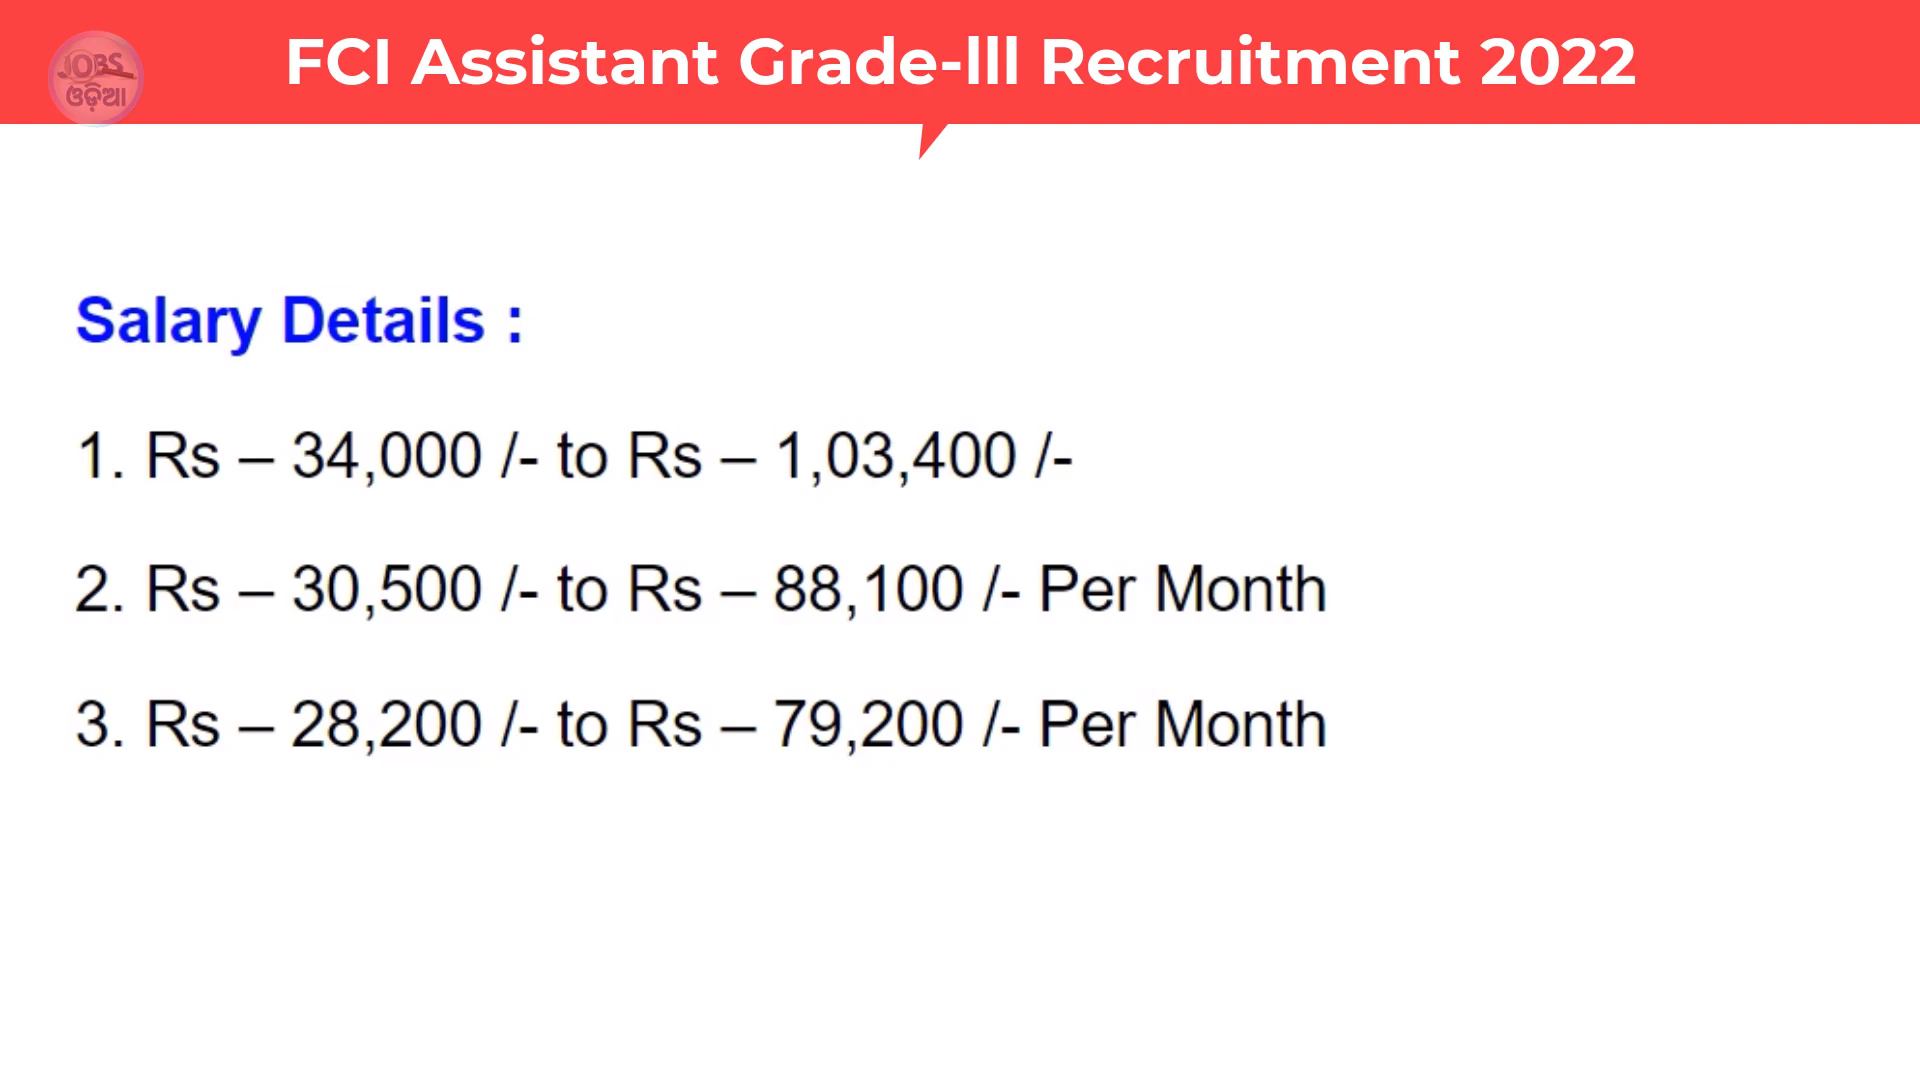 JOBS
ଓଡ଼ିଆ
FCI Assistant Grade-lll Recruitment 2022
Salary Details :
1. Rs – 34,000 /- to Rs – 1,03,400 /-
2. Rs – 30,500 /- to Rs – 88,100 /- Per Month
3. Rs – 28,200 /- to Rs – 79,200 /- Per Month